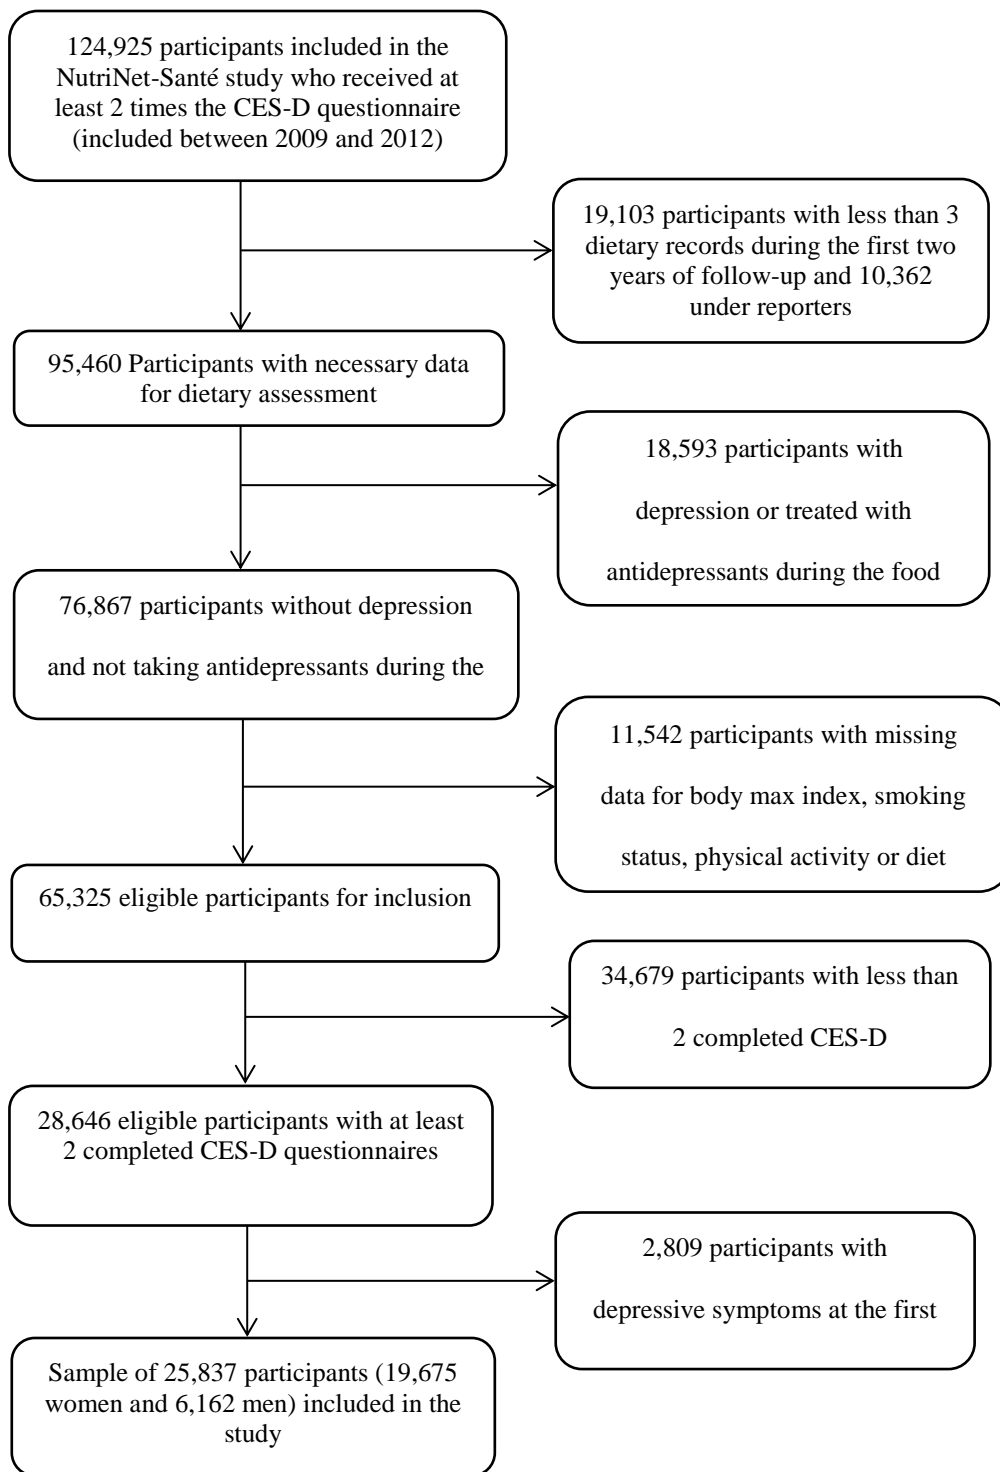 124,925 participants included in the
NutriNet-Santé study who received at
least 2 times the CES-D questionnaire
(included between 2009 and 2012)
19,103 participants with less than 3
dietary records during the first two
years of follow-up and 10,362
under reporters
95,460 Participants with necessary data
for dietary assessment
18,593 participants with
depression or treated with
antidepressants during the food
76,867 participants without depression
and not taking antidepressants during the
11,542 participants with missing
data for body max index, smoking
status, physical activity or diet
65,325 eligible participants for inclusion
34,679 participants with less than
2 completed CES-D
28,646 eligible participants with at least
2 completed CES-D questionnaires
2,809 participants with
depressive symptoms at the first
Sample of 25,837 participants (19,675
women and 6,162 men) included in the
study